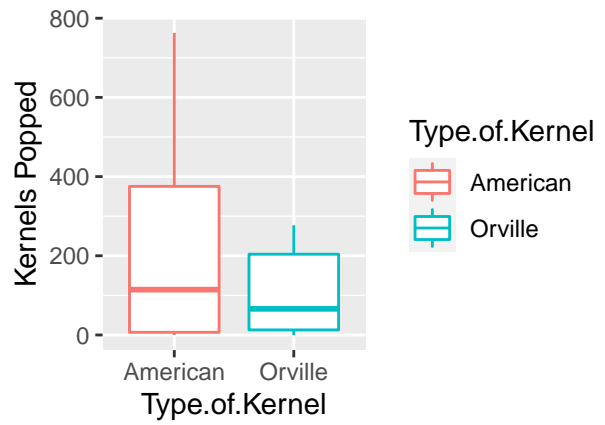 800
600
400
200
0
Kernels Popped
American Orville
Type.of.Kernel
Type.of.Kernel
American
Orville